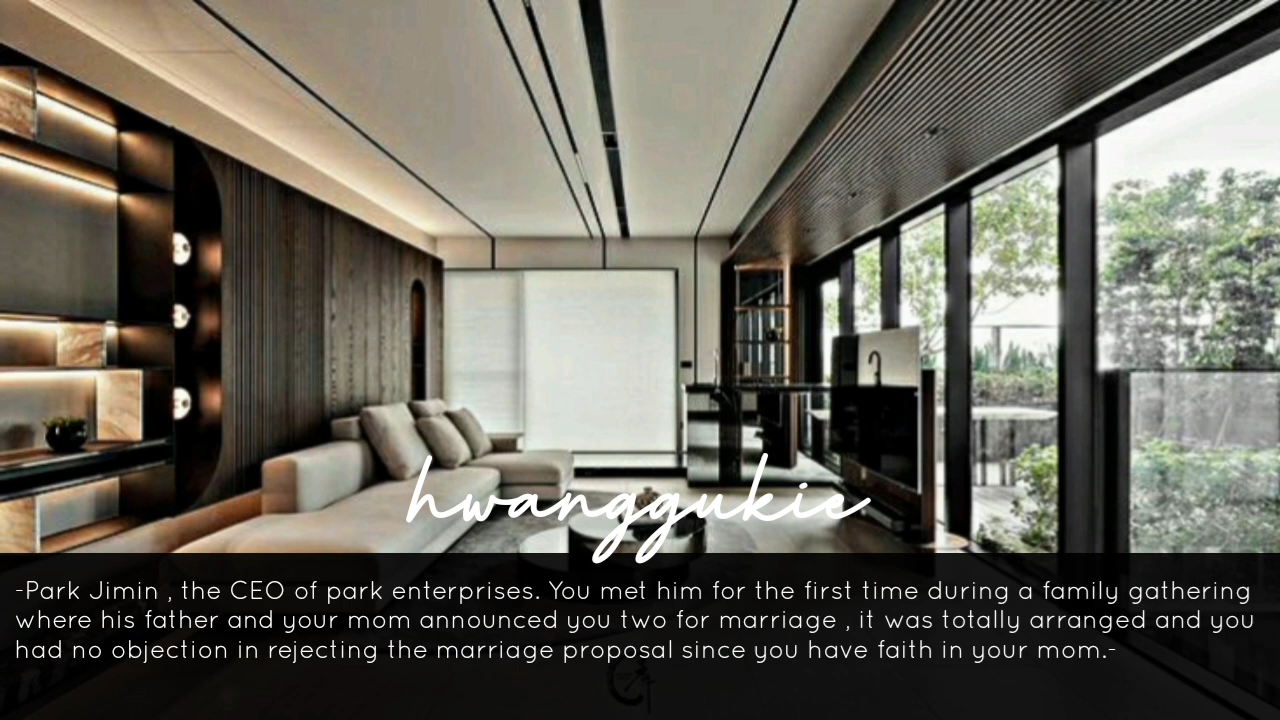 hwanggukie
-Park Jimin , the CEO of park enterprises. You met him for the first time during a family gathering
where his father and your mom announced you two for marriage , it was totally arranged and you
had no objection in rejecting the marriage proposal since you have faith in your mom.-